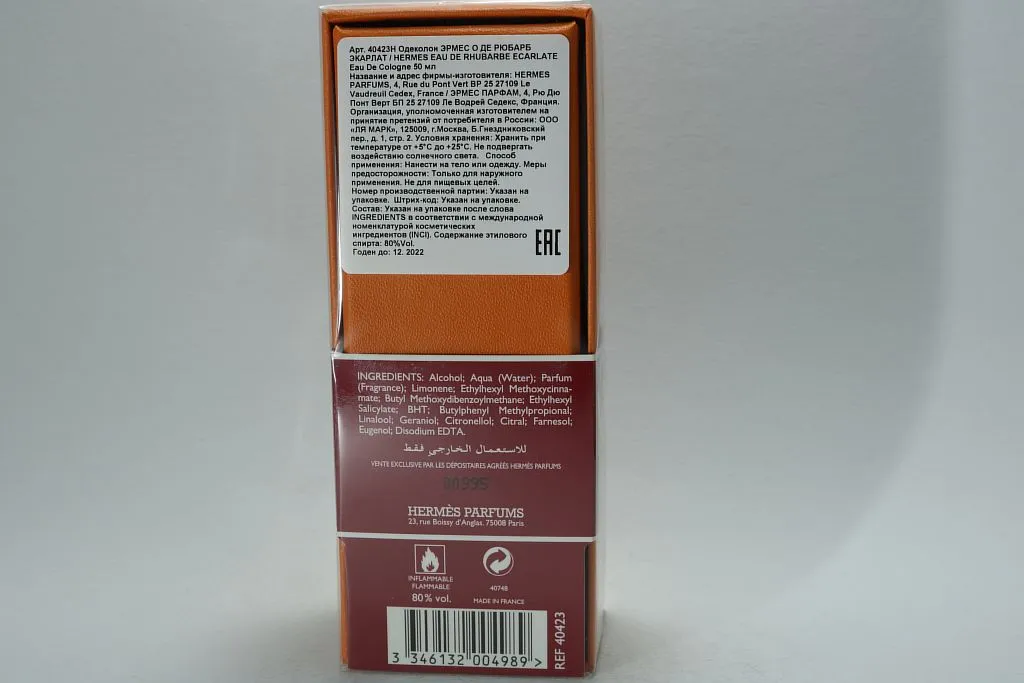 Арт. 40423H Одеколон ЭРМЕС О ДЕ РЮБАРБ
ЭКАРЛАТ / HERMES EAU DE RHUBARBE ECARLATE
Eau De Cologne 50 мл
Название и адрес фирмы-изготовителя: HERMES
PARFUMS, 4, Rue du Pont Vert BP 25 27109 Le
Vaudreuil Cedex, France / ЭРМЕС ПАРФАМ, 4, Рю Дю
Понт Верт БП 25 27109 Ле Водрей Седекс, Франция.
Организация, уполномоченная изготовителем на
принятие претензий от потребителя в России: ООО
«ЛЯ МАРК», 125009, г.Москва, Б.Гнездниковский
пер., д. 1, стр. 2. Условия хранения: Хранить при
температуре от +5°С до +25°С. Не подвергать
воздействию солнечного света. Способ
применения: Нанести на тело или одежду. Меры
предосторожности: Только для наружного
применения. Не для пищевых целей.
Номер производственной партии: Указан на
упаковке. Штрих-код: Указан на упаковке.
Состав: Указан на упаковке после слова
INGREDIENTS в соответствии с международной
номенклатурой косметических
ингредиентов (INCI). Содержание этилового
спирта: 80%Vol.
Годен до: 12. 2022
EAC
INGREDIENTS: Alcohol; Aqua (Water); Parfum
(Fragrance); Limonene; Ethylhexyl Methoxycinna-
mate; Butyl Methoxydibenzoylmethane; Ethylhexyl
Salicylate; BHT; Butylphenyl Methylpropional;
Linalool; Geraniol; Citronellol; Citral; Farnesol;
Eugenol; Disodium EDTA.
للاستعمال الخارجي فقط
VENTE EXCLUSIVE PAR LES DÉPOSITAIRES AGRÉÉS HERMÈS PARFUMS
HERMÈS PARFUMS
23, rue Boissy d'Anglas. 75008 Paris
INFLAMMABLE
FLAMMABLE
80% vol.
40748
MADE IN FRANCE
3 346132 004989 >
REF 40423